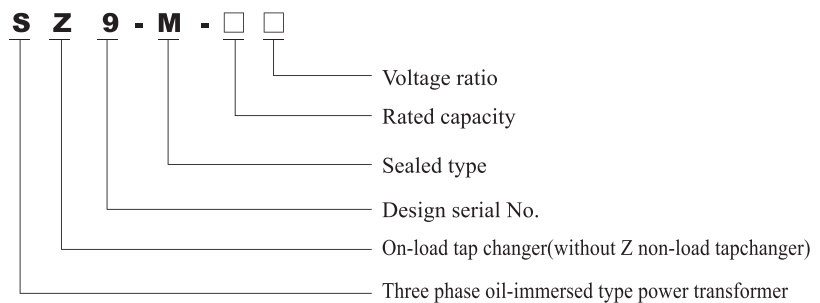 S Z 9 - M - □ □
Voltage ratio
Rated capacity
Sealed type
Design serial No.
On-load tap changer(without Z non-load tapchanger)
Three phase oil-immersed type power transformer